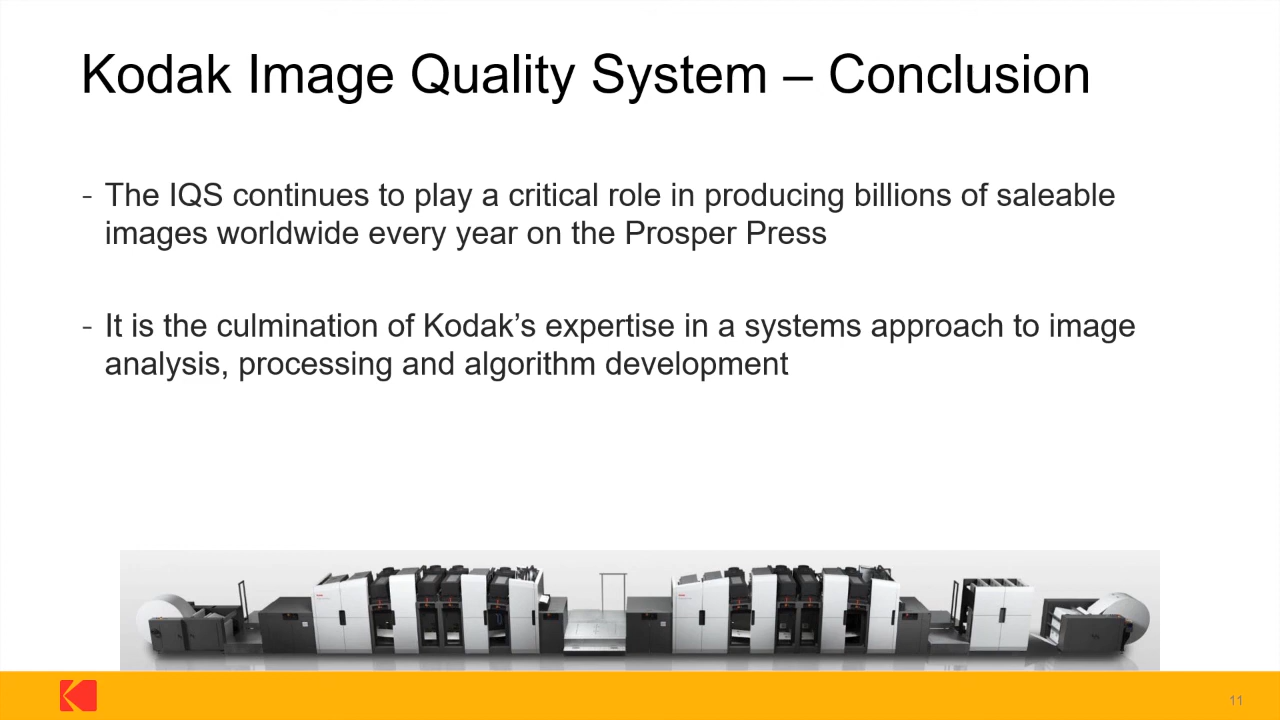 Kodak Image Quality System – Conclusion
- The IQS continues to play a critical role in producing billions of saleable
images worldwide every year on the Prosper Press
- It is the culmination of Kodak’s expertise in a systems approach to image
analysis, processing and algorithm development
11